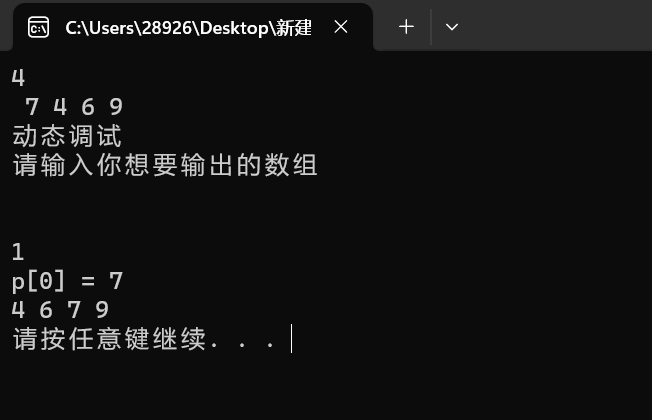 C:\Users\28926\Desktop\新建
4
7 4 6 9
动态调试
请输入你想要输出的数组
1
p[0] = 7
4 6 7 9
请按任意键继续. . .